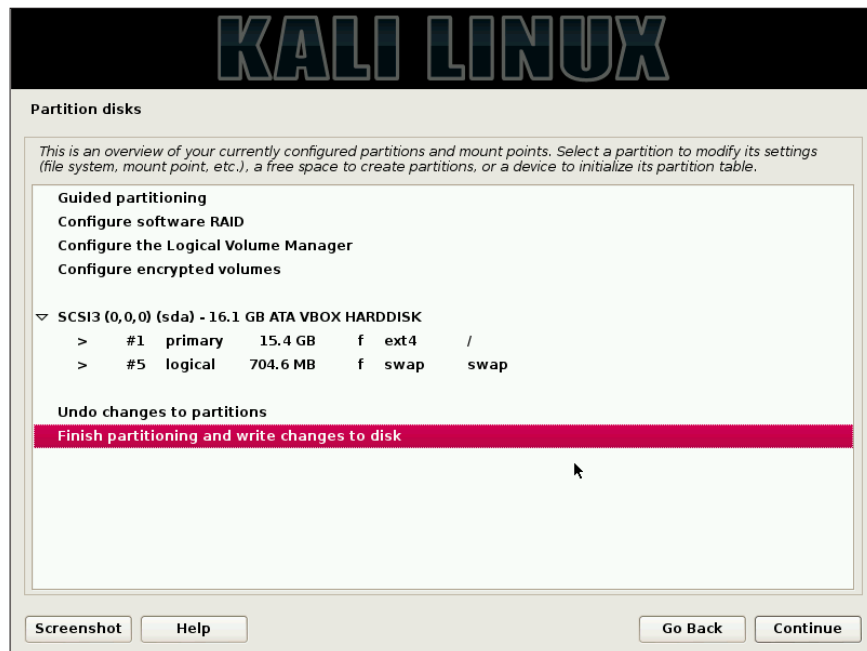 KALI LINUX
Partition disks
This is an overview of your currently configured partitions and mount points. Select a partition to modify its settings
(file system, mount point, etc.), a free space to create partitions, or a device to initialize its partition table.
Guided partitioning
Configure software RAID
Configure the Logical Volume Manager
Configure encrypted volumes
SCSI3 (0,0,0) (sda) - 16.1 GB ATA VBOX HARDDISK
> #1 primary 15.4 GB f ext4 /
> #5 logical 704.6 MB f swap swap
Undo changes to partitions
Finish partitioning and write changes to disk
Screenshot Help Go Back Continue